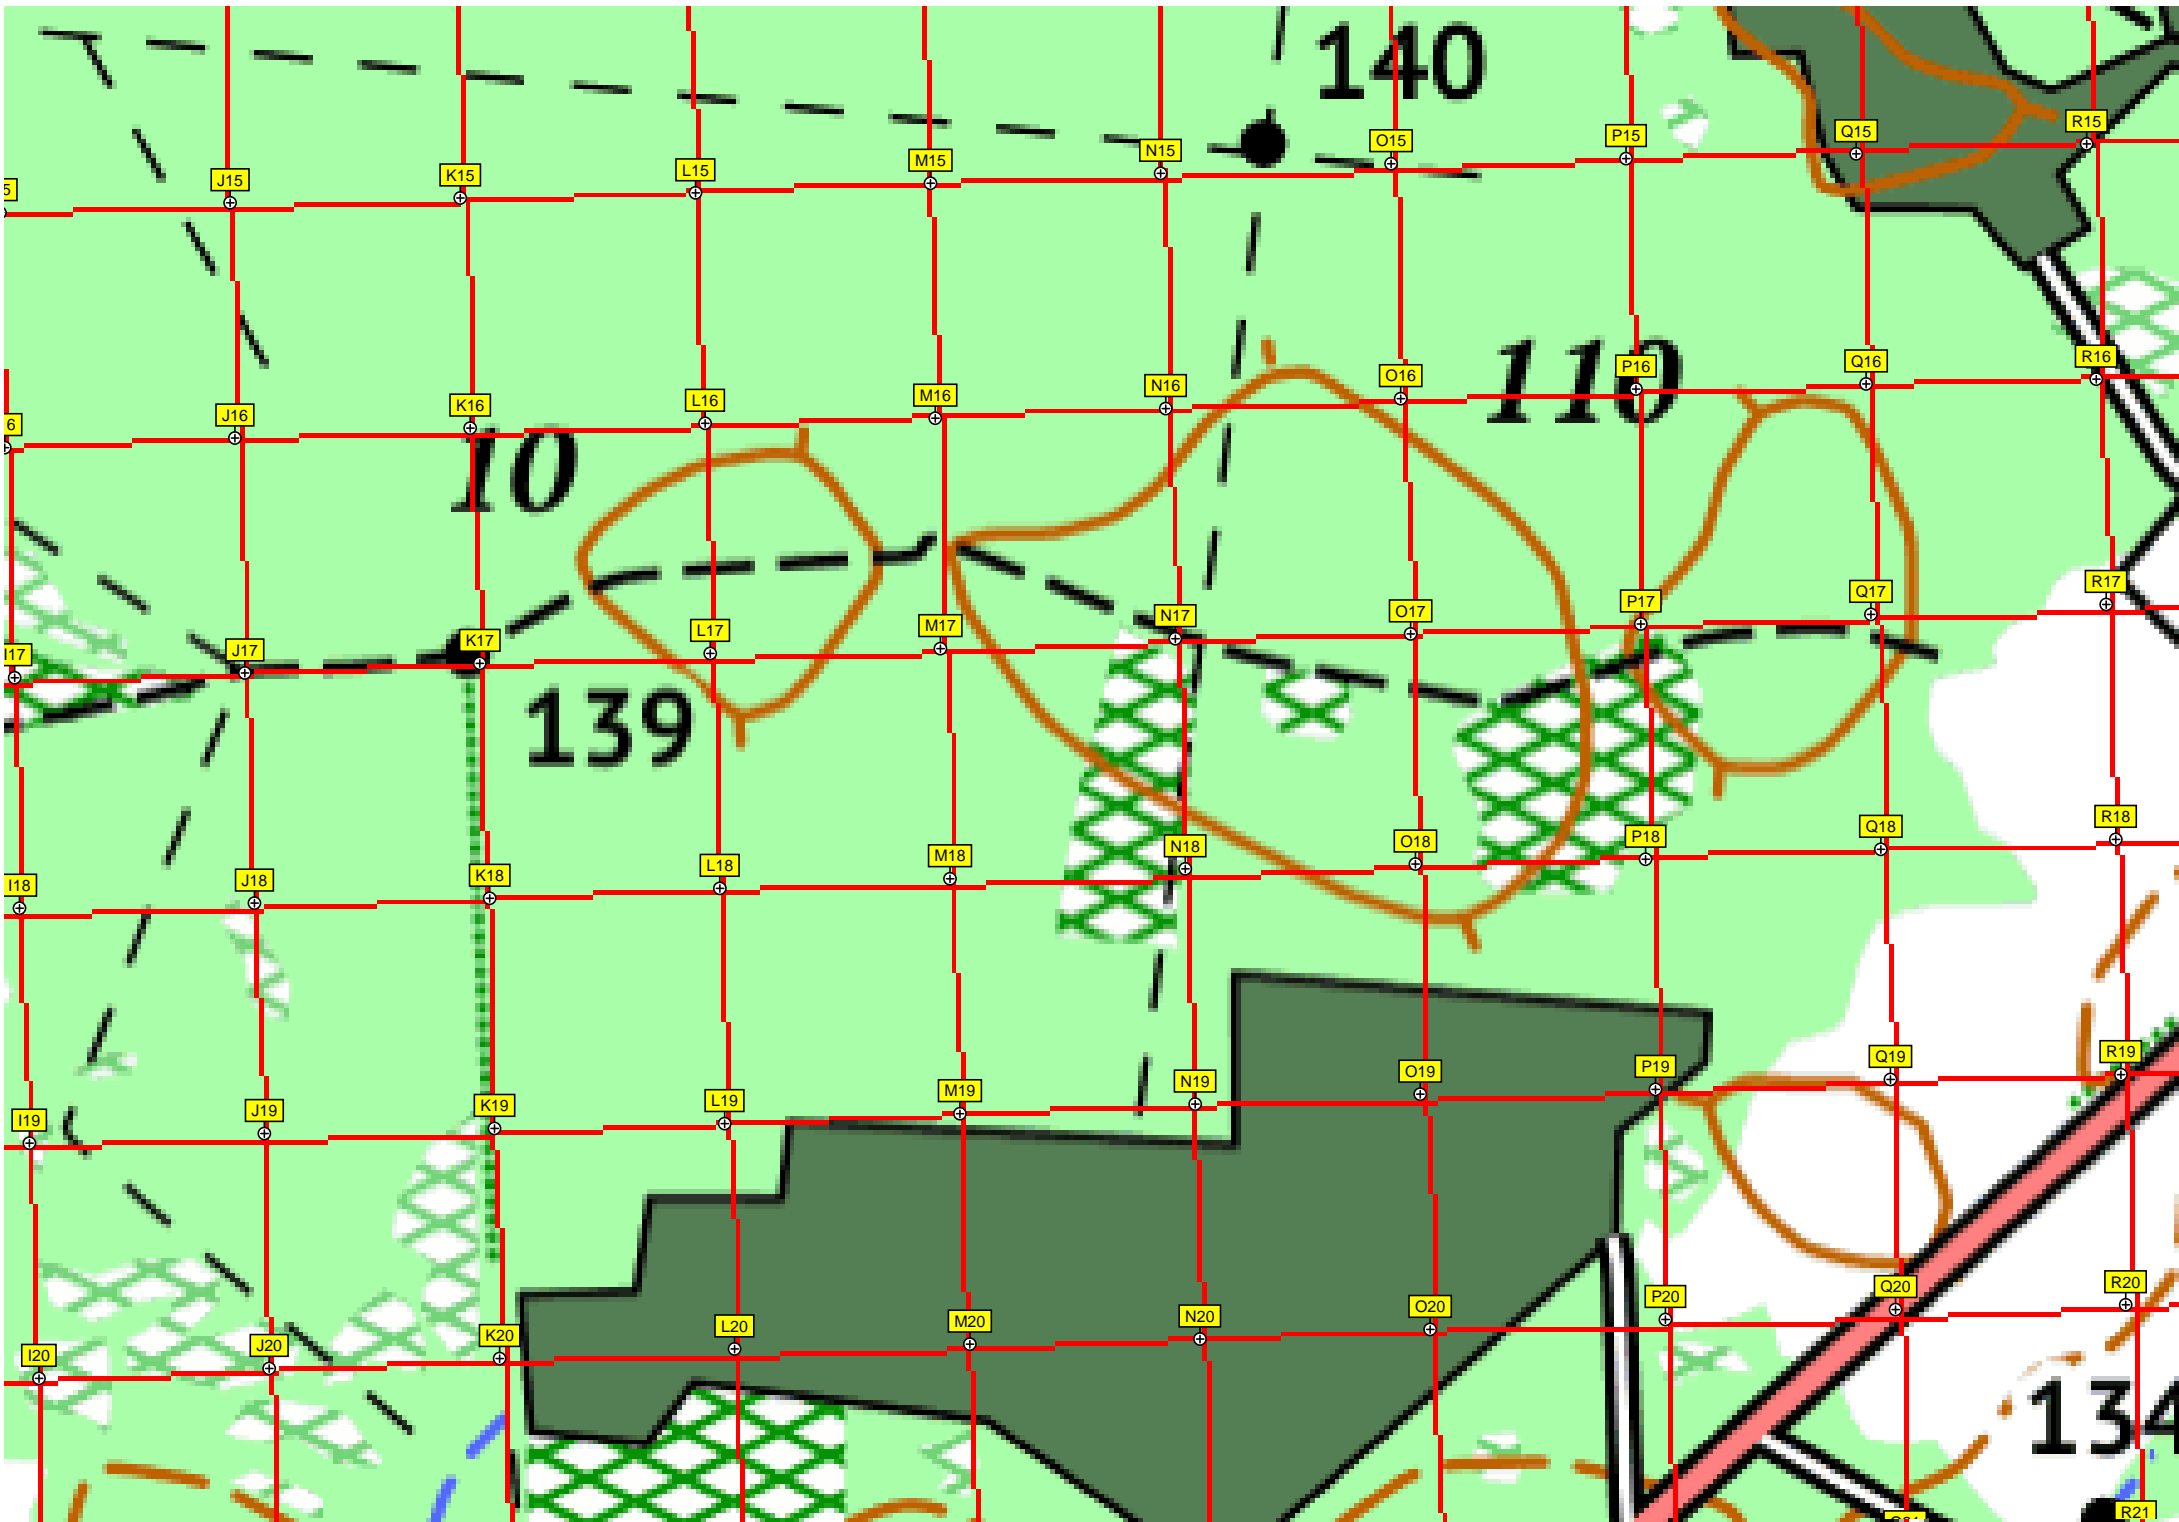 140
J15 K15 L15 M15 N15 O15 P15 Q15 R15
5
110
J16 K16 L16 M16 N16 O16 P16 Q16 R16
6
10
I17 J17 K17 L17 M17 N17 O17 P17 Q17 R17
139
I18 J18 K18 L18 M18 N18 O18 P18 Q18 R18
I19 J19 K19 L19 M19 N19 O19 P19 Q19 R19
I20 J20 K20 L20 M20 N20 O20 P20 Q20 R20
134
R21